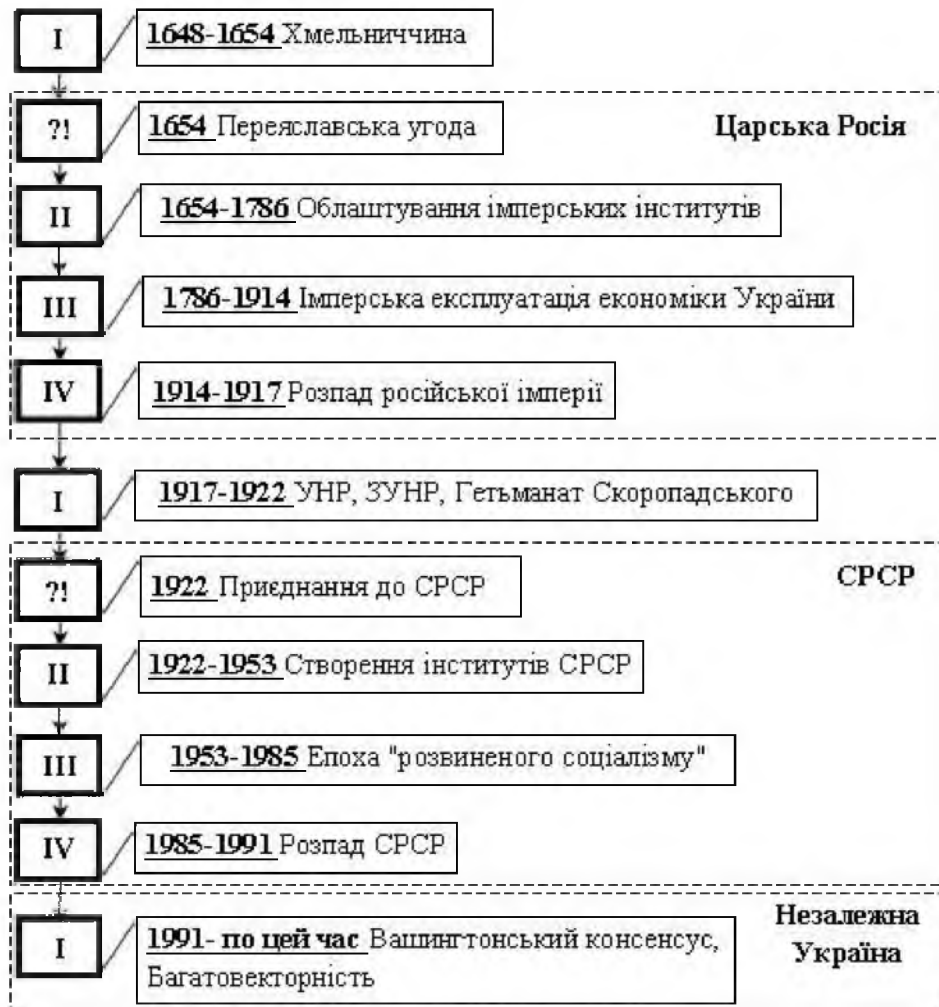 I
1648-1654 Хмельниччина
?!
1654 Переяславська угода
Царська Росія
II
1654-1786 Облаштування імперських інститутів
III
1786-1914 Імперська експлуатація економіки України
IV
1914-1917 Розпад російської імперії
I
1917-1922 УНР, ЗУНР, Гетьманат Скоропадського
?!
1922 Приєднання до СРСР
СРСР
II
1922-1953 Створення інститутів СРСР
III
1953-1985 Епоха "розвиненого соціалізму"
IV
1985-1991 Розпад СРСР
Незалежна
Україна
I
1991- по цей час Вашингтонський консенсус,
Багатовекторність